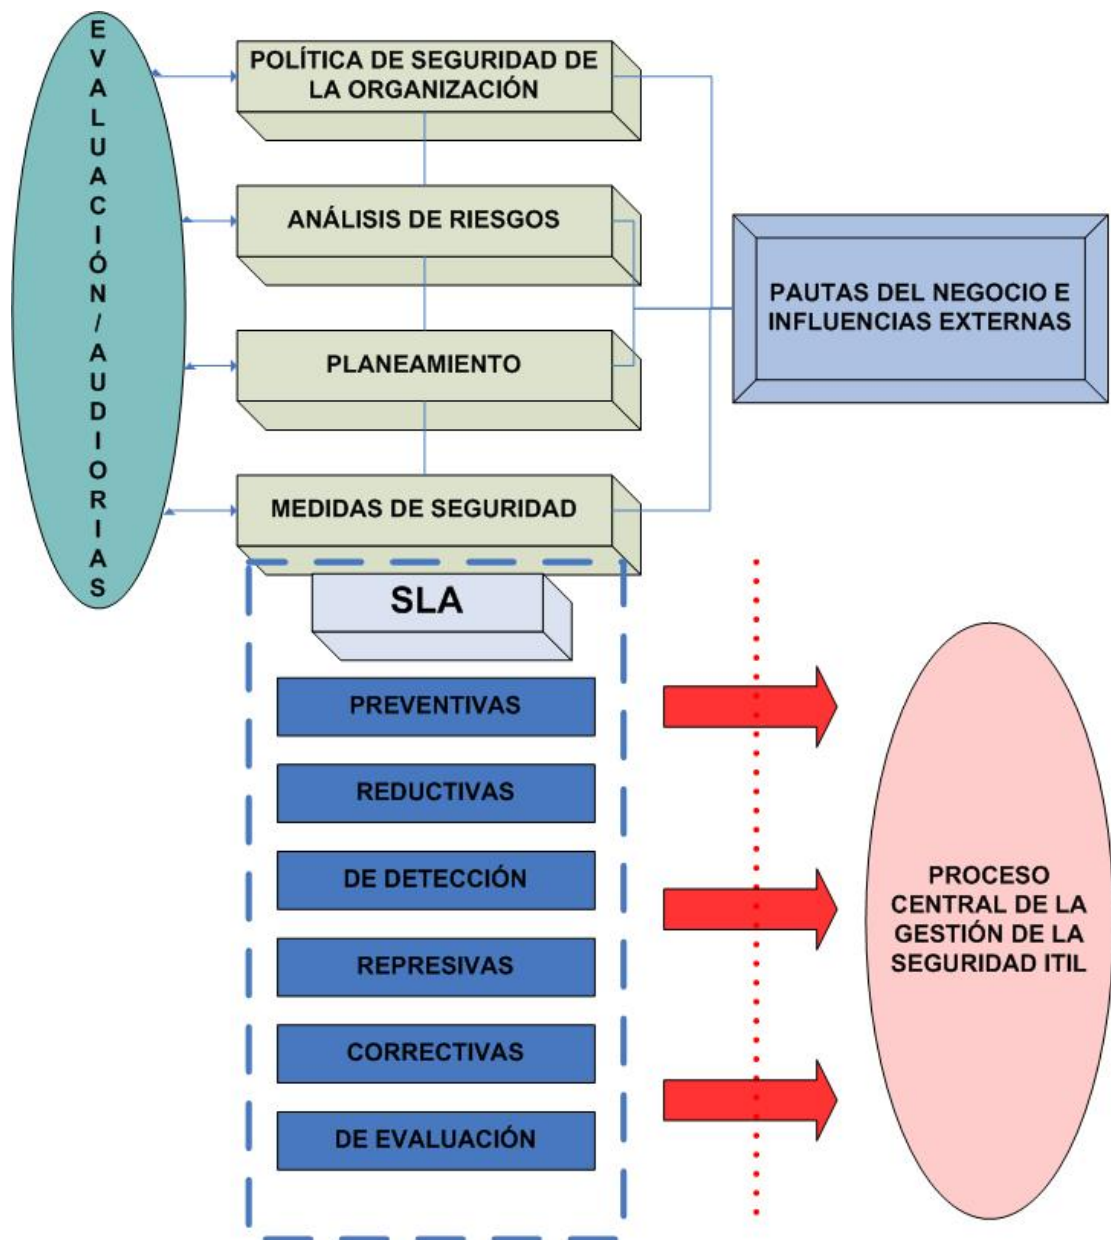 EVALUACIÓN/AUDIORIAS
POLÍTICA DE SEGURIDAD DE
LA ORGANIZACIÓN
ANÁLISIS DE RIESGOS
PLANEAMIENTO
MEDIDAS DE SEGURIDAD
PAUTAS DEL NEGOCIO E
INFLUENCIAS EXTERNAS
SLA
PREVENTIVAS
REDUCTIVAS
DE DETECCIÓN
REPRESIVAS
CORRECTIVAS
DE EVALUACIÓN
PROCESO
CENTRAL DE LA
GESTIÓN DE LA
SEGURIDAD ITIL